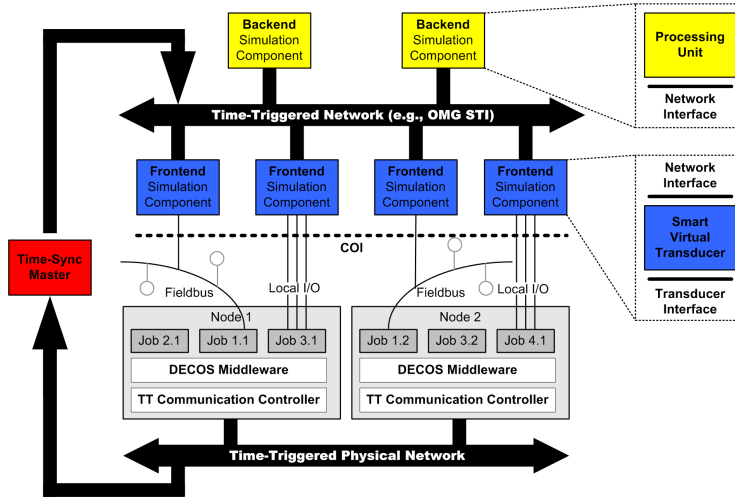 Backend
Simulation
Component
Backend
Simulation
Component
Processing
Unit
Network
Interface
Time-Triggered Network (e.g., OMG STI)
Frontend
Simulation
Component
Frontend
Simulation
Component
Frontend
Simulation
Component
Frontend
Simulation
Component
Network
Interface
Smart
Virtual
Transducer
Transducer
Interface
COI
Time-Sync
Master
Fieldbus
Local I/O
Fieldbus
Local I/O
Node 1
Job 2.1
Job 1.1
Job 3.1
DECOS Middleware
TT Communication Controller
Node 2
Job 1.2
Job 3.2
Job 4.1
DECOS Middleware
TT Communication Controller
Time-Triggered Physical Network